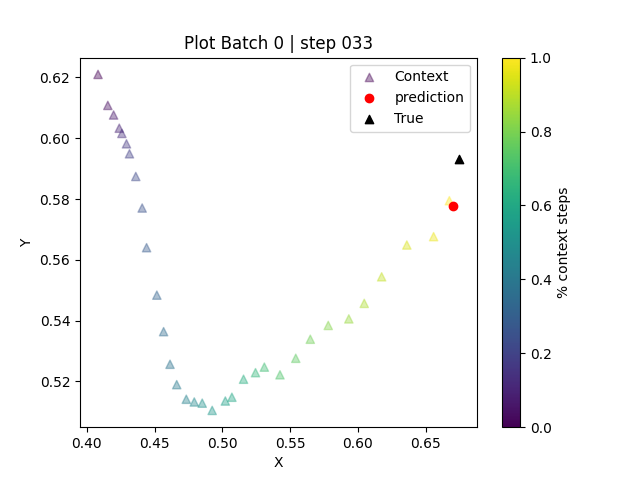 Plot Batch 0 | step 033
Context
prediction
True
0.62
0.60
0.58
0.56
0.54
0.52
Y
0.40 0.45 0.50 0.55 0.60 0.65
X
1.0
0.8
0.6
0.4
0.2
0.0
% context steps